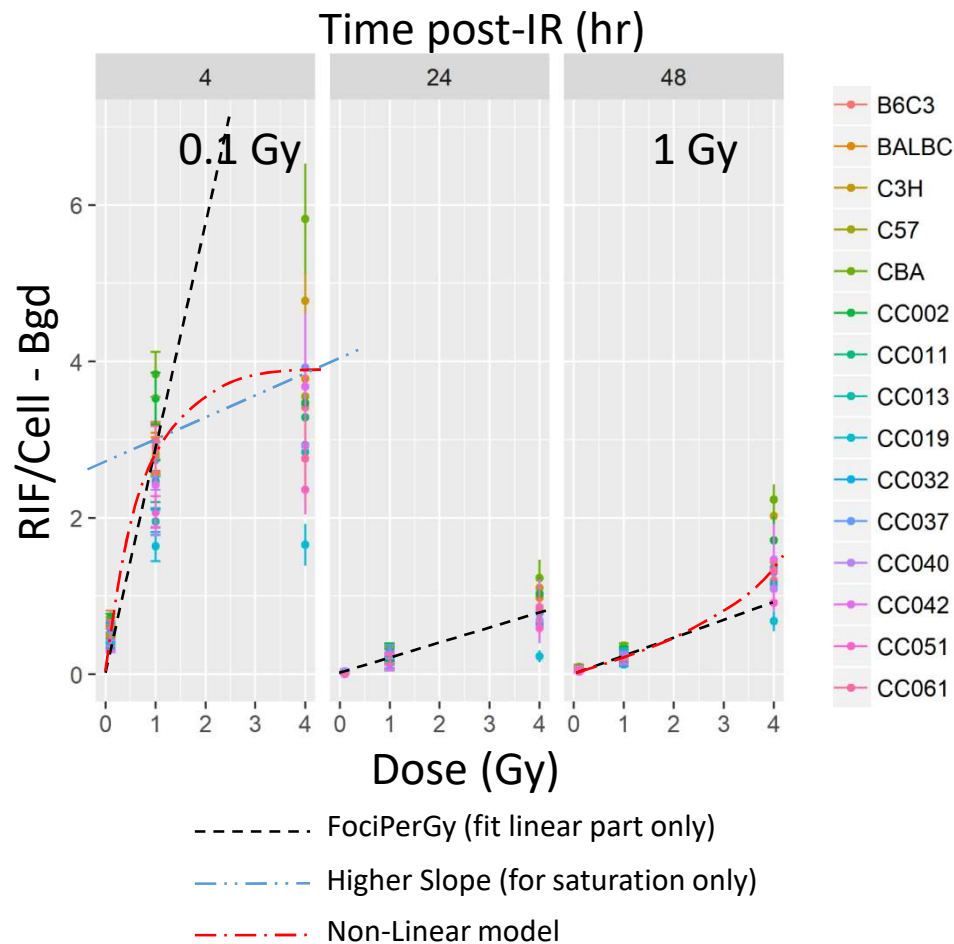 Time post-IR (hr)
4 24 48
0.1 Gy 1 Gy
RIF/Cell - Bgd
6
4
2
0
0 1 2 3 4 0 1 2 3 4 0 1 2 3 4
Dose (Gy)
B6C3
BALBC
C3H
C57
CBA
CC002
CC011
CC013
CC019
CC032
CC037
CC040
CC042
CC051
CC061
FociPerGy (fit linear part only)
Higher Slope (for saturation only)
Non-Linear model